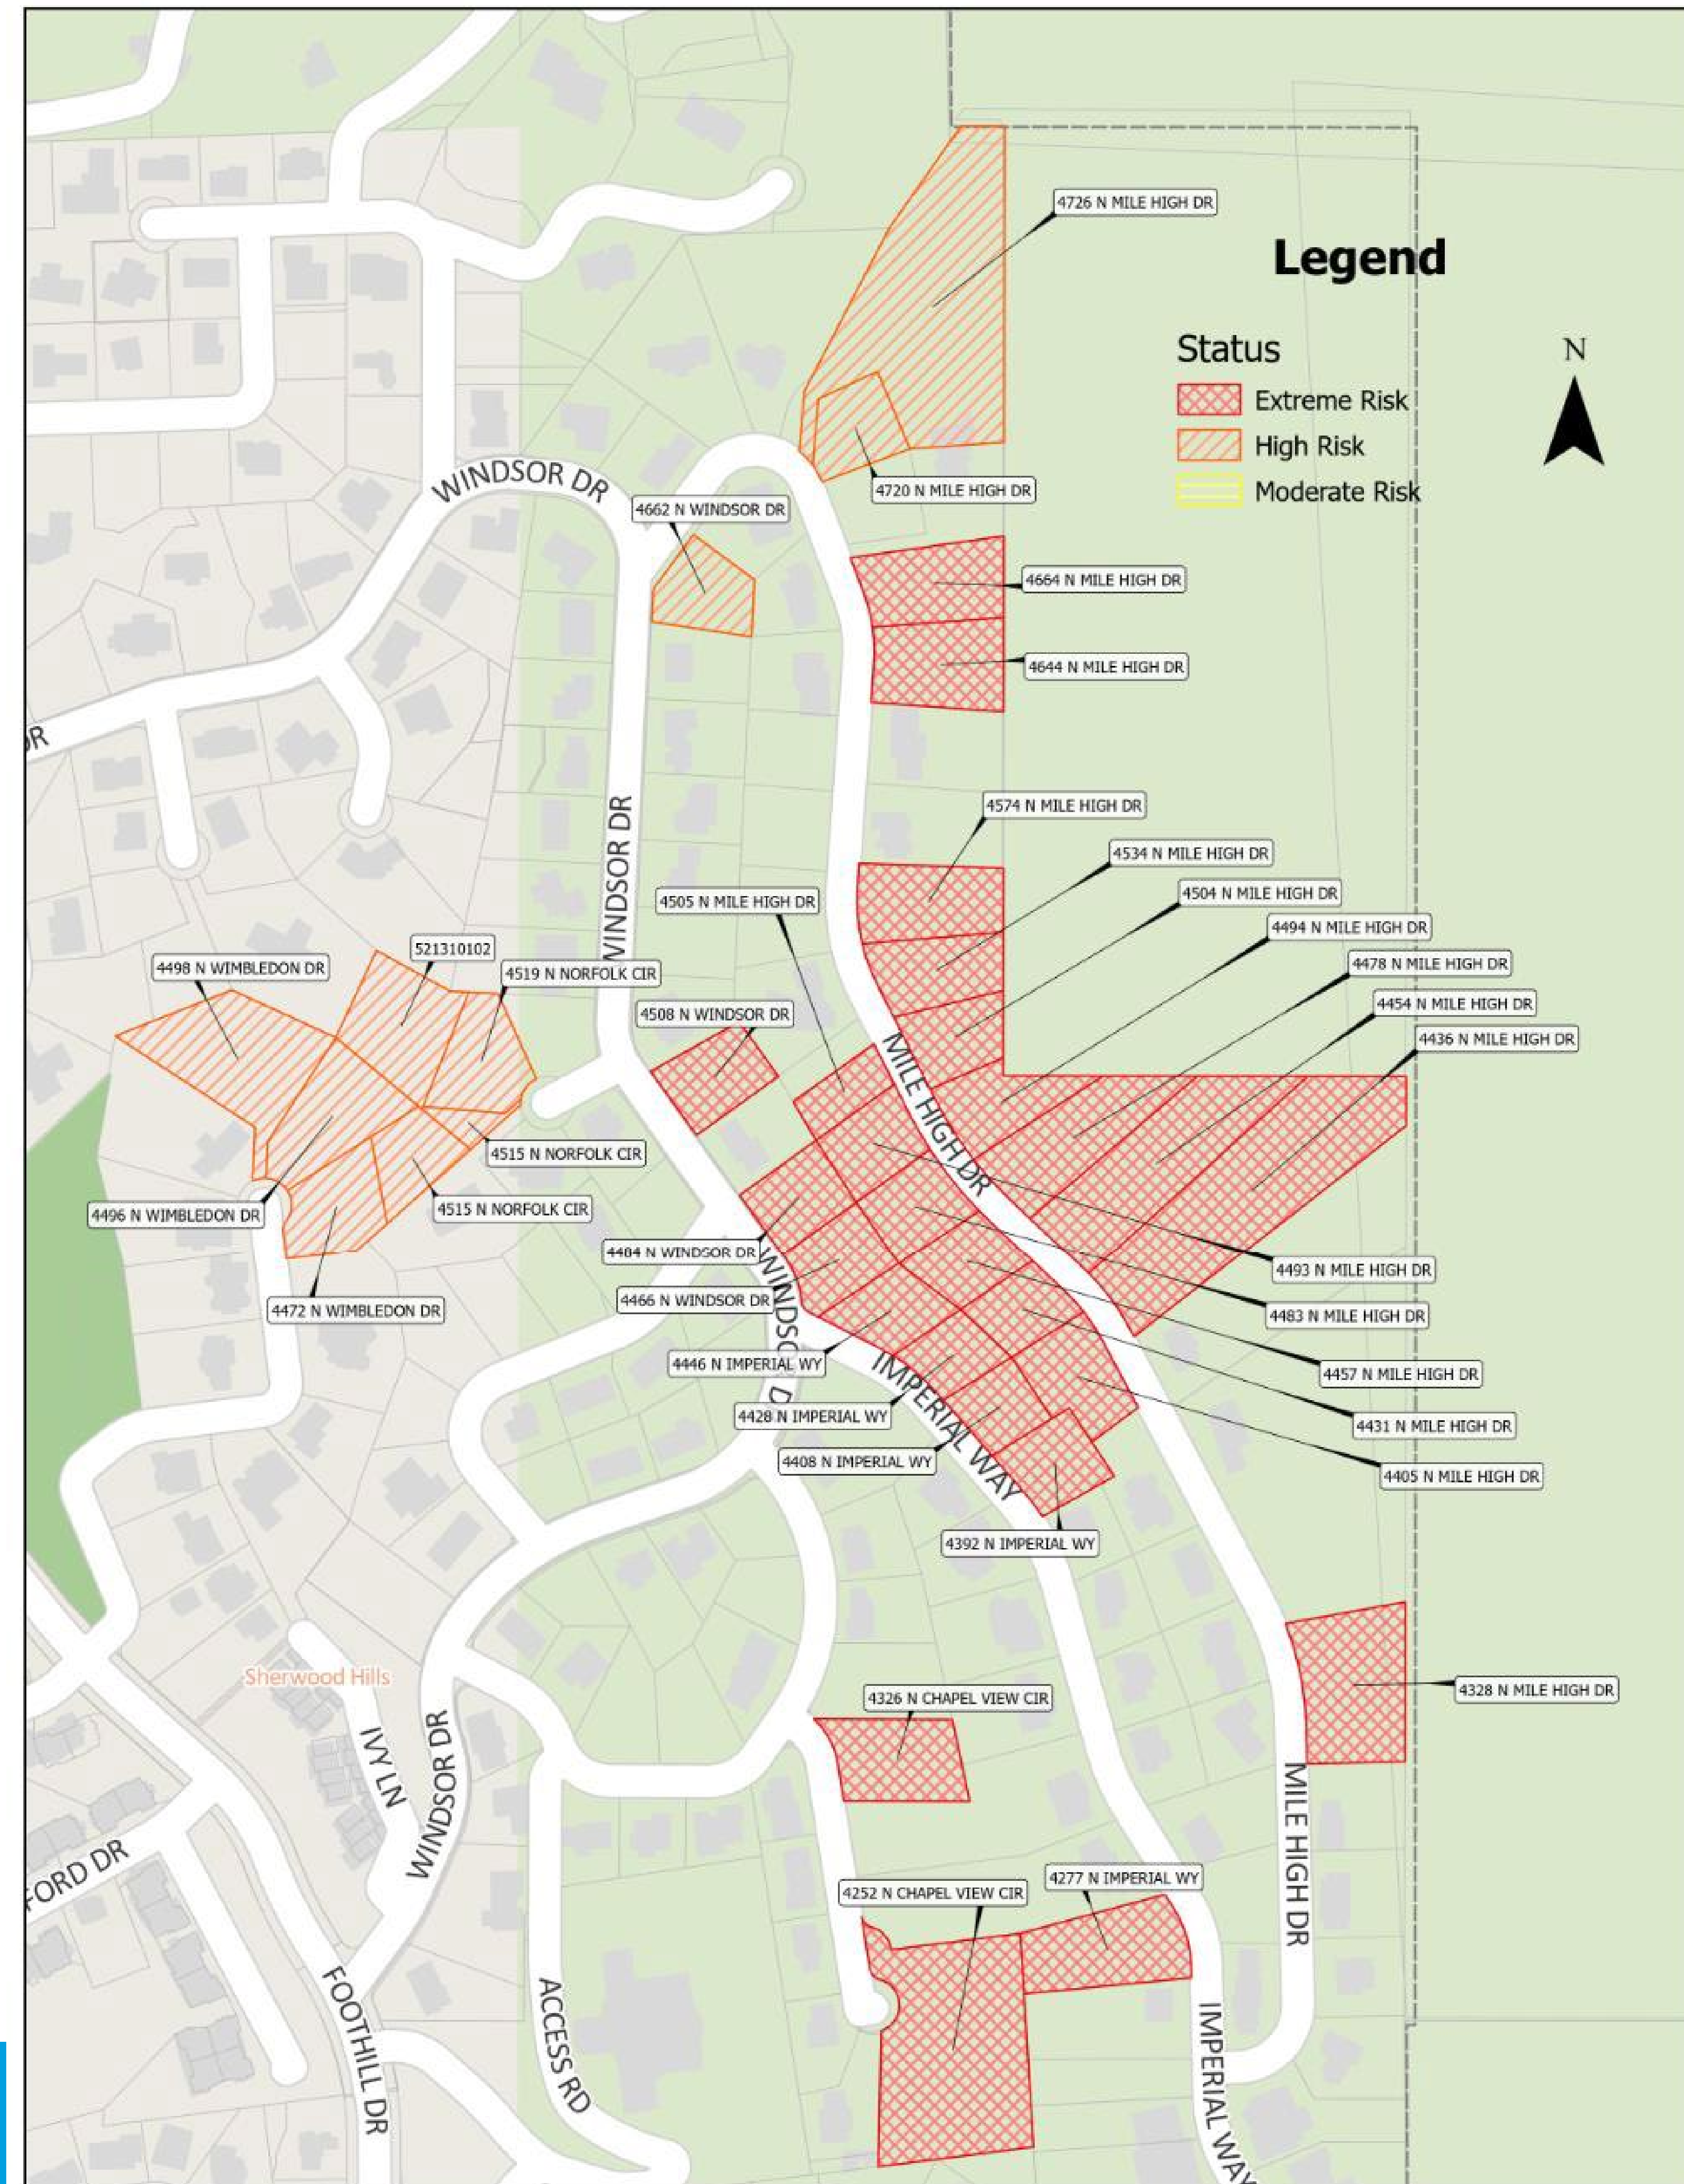 4726 N MILE HIGH DR
Legend
Status
N
Extreme Risk
High Risk
Moderate Risk
WINDSOR DR
4720 N MILE HIGH DR
4662 N WINDSOR DR
4664 N MILE HIGH DR
4644 N MILE HIGH DR
DR
WINDSOR DR
4574 N MILE HIGH DR
4534 N MILE HIGH DR
4505 N MILE HIGH DR
4504 N MILE HIGH DR
4494 N MILE HIGH DR
521310102
4498 N WIMBLEDON DR
4519 N NORFOLK CIR
4478 N MILE HIGH DR
4454 N MILE HIGH DR
4508 N WINDSOR DR
4436 N MILE HIGH DR
MILE HIGH DR
4515 N NORFOLK CIR
4496 N WIMBLEDON DR
4515 N NORFOLK CIR
4484 N WINDSOR DR
4493 N MILE HIGH DR
4466 N WINDSOR DR
4472 N WIMBLEDON DR
WINDSOR D
4483 N MILE HIGH DR
4446 N IMPERIAL WY
IMPERIAL WAY
4457 N MILE HIGH DR
4428 N IMPERIAL WY
4431 N MILE HIGH DR
4408 N IMPERIAL WY
4405 N MILE HIGH DR
4392 N IMPERIAL WY
Sherwood Hills
4328 N MILE HIGH DR
4326 N CHAPEL VIEW CIR
IVY LN
WINDSOR DR
MILE HIGH DR
FORD DR
4277 N IMPERIAL WY
4252 N CHAPEL VIEW CIR
FOOTHILL DR
ACCESS RD
IMPERIAL WAY